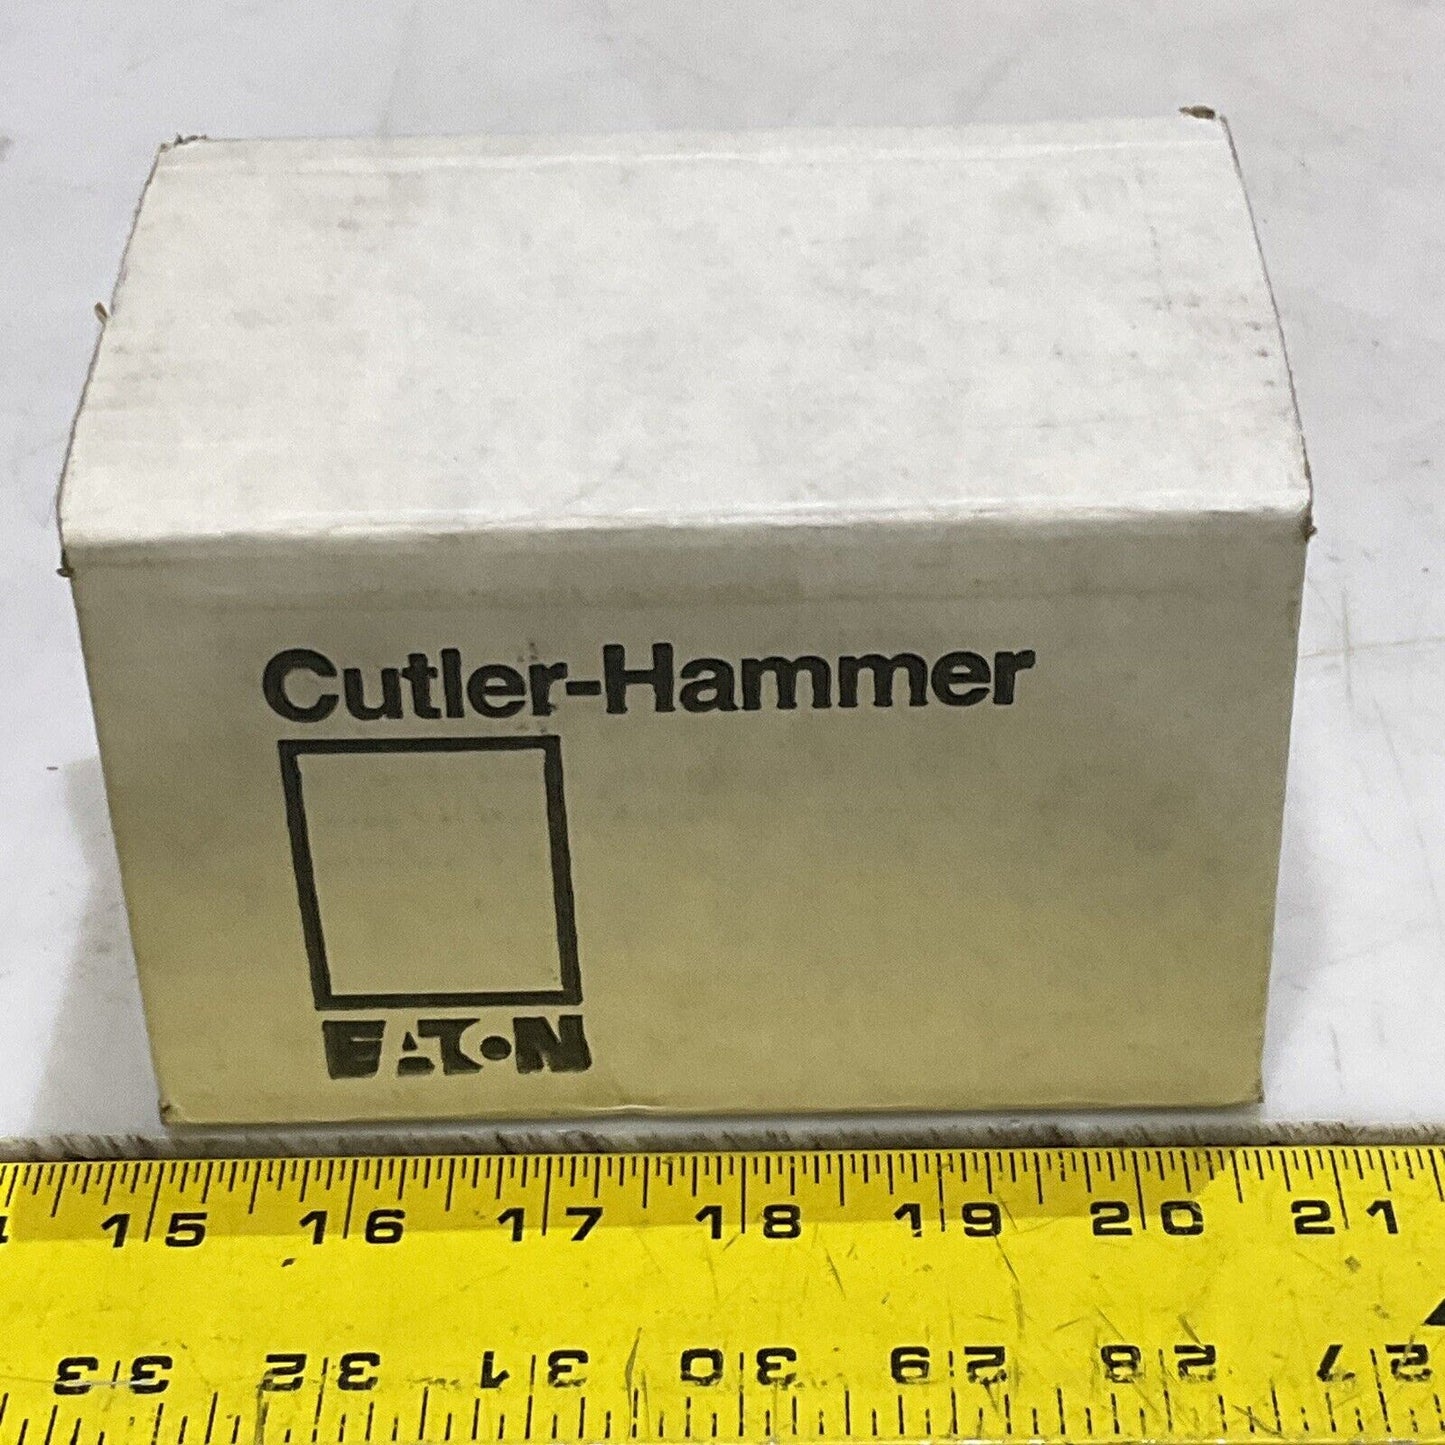 Cutler-Hammer
EATON
15 16 17 18 19 20 21
33 32 31 30 29 28 27